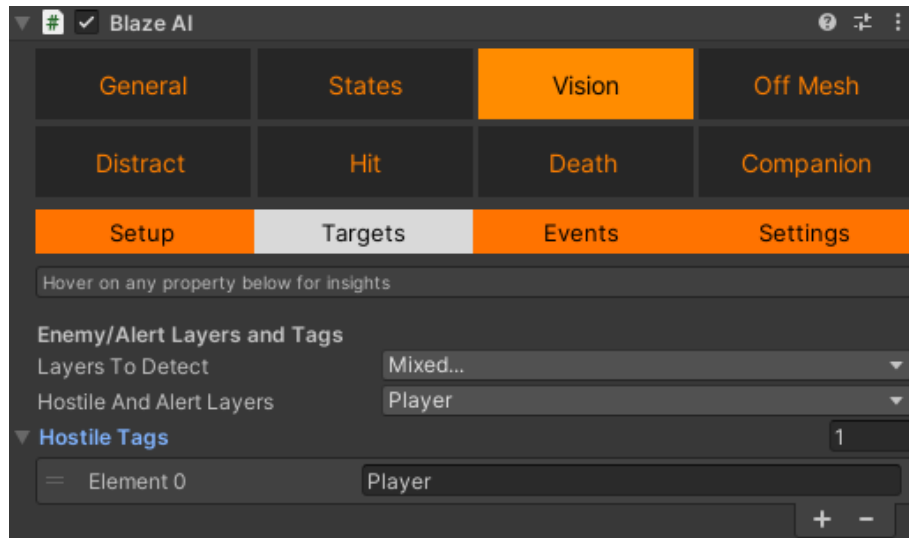 # Blaze AI
General States Vision Off Mesh
Distract Hit Death Companion
Setup Targets Events Settings
Hover on any property below for insights
Enemy/Alert Layers and Tags
Layers To Detect Mixed...
Hostile And Alert Layers Player
Hostile Tags 1
Element 0 Player
+ −